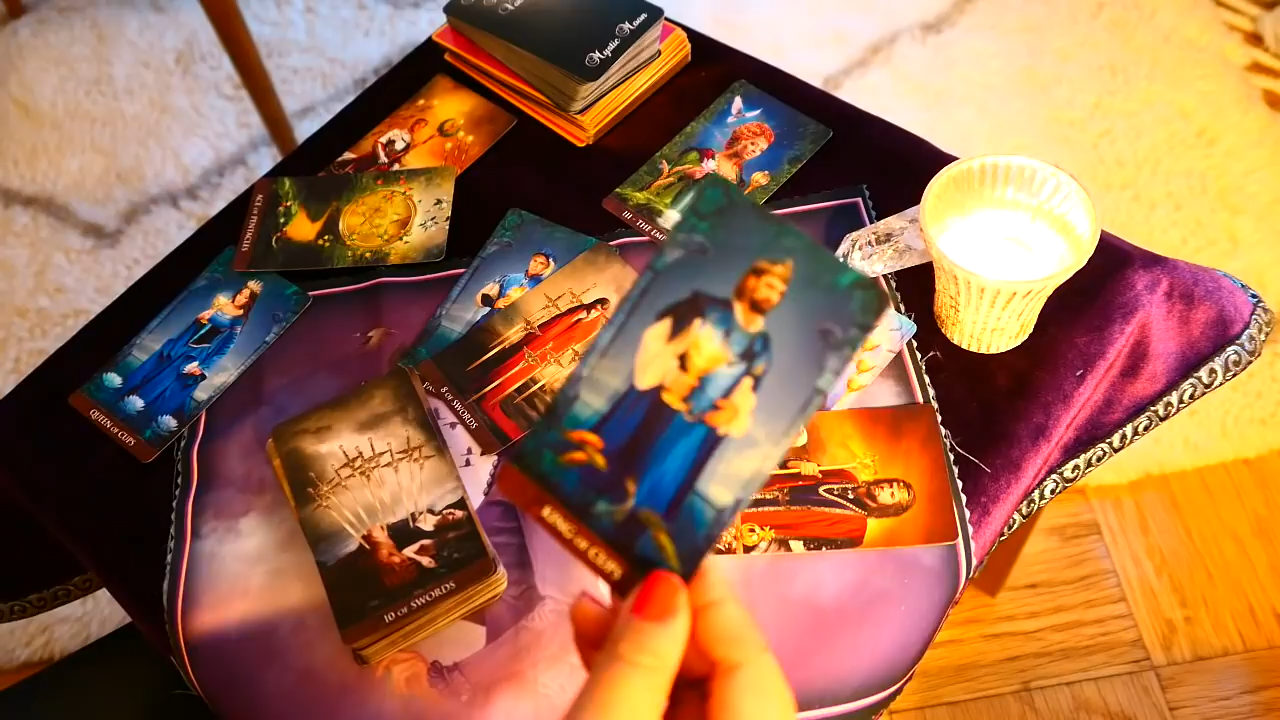 Mystic Moon
ACE OF PENTACLES
III - THE EM
QUEEN OF CUPS
8 OF SWORDS
KING OF CUPS
10 OF SWORDS